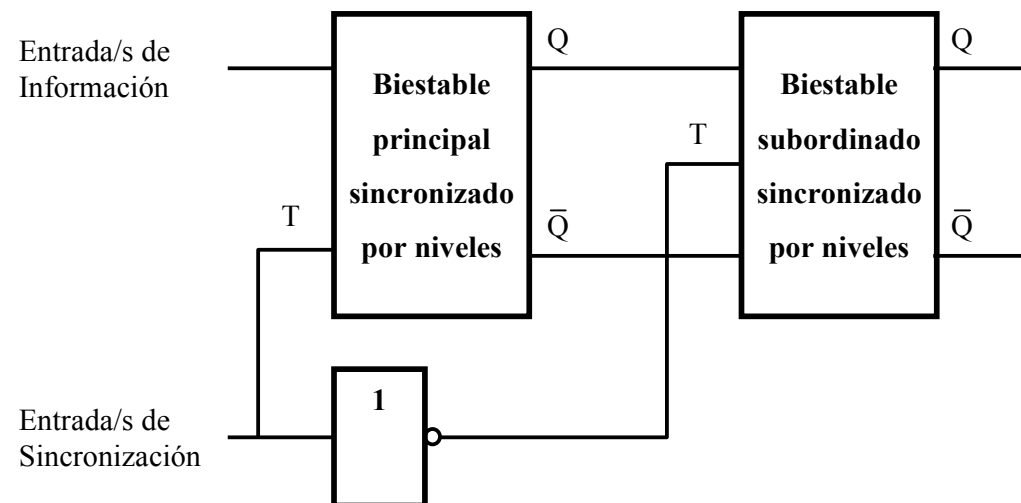 Entrada/s de
Información
Q
Q
Biestable
principal
sincronizado
por niveles
Biestable
subordinado
sincronizado
por niveles
T
T
Q̅
Q̅
1
Entrada/s de
Sincronización